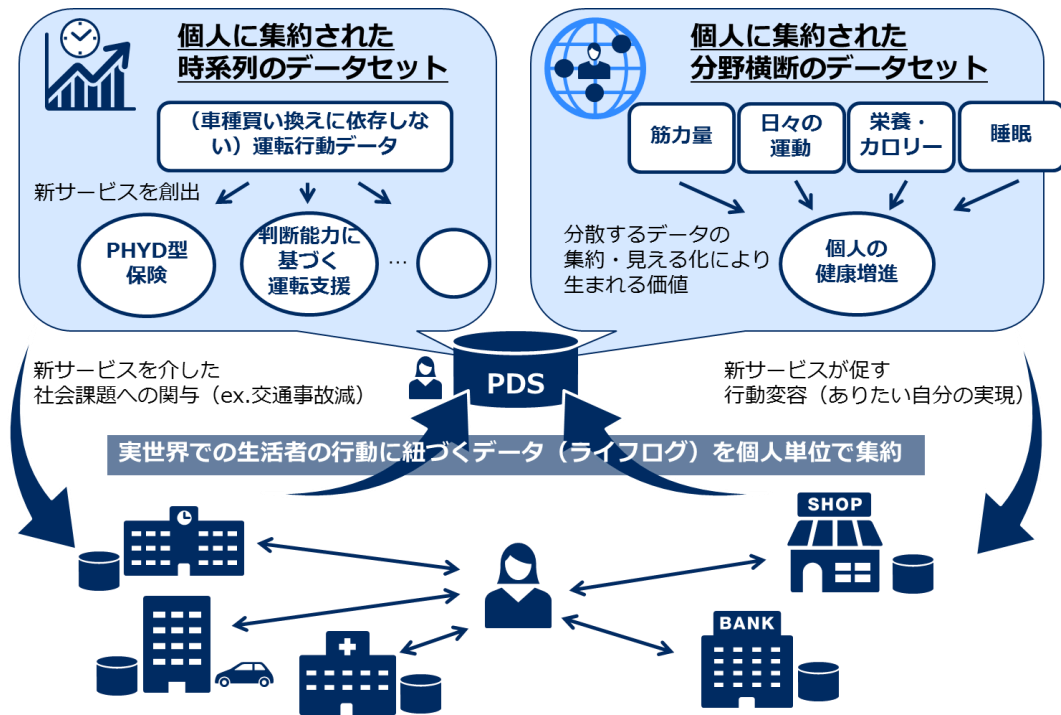 個人に集約された
時系列のデータセット
(車種買い換えに依存しな
い)運転行動データ
新サービスを創出
PHYD型
保険
判断能力に
基づく
運転支援
…
個人に集約された
分野横断のデータセット
筋力量
日々の
運動
栄養・
カロリー
睡眠
分散するデータの
集約・見える化により
生まれる価値
個人の
健康増進
新サービスを介した
社会課題への関与(ex.交通事故減)
PDS
新サービスが促す
行動変容(ありたい自分の実現)
実世界での生活者の行動に紐づくデータ(ライフログ)を個人単位で集約
SHOP
BANK